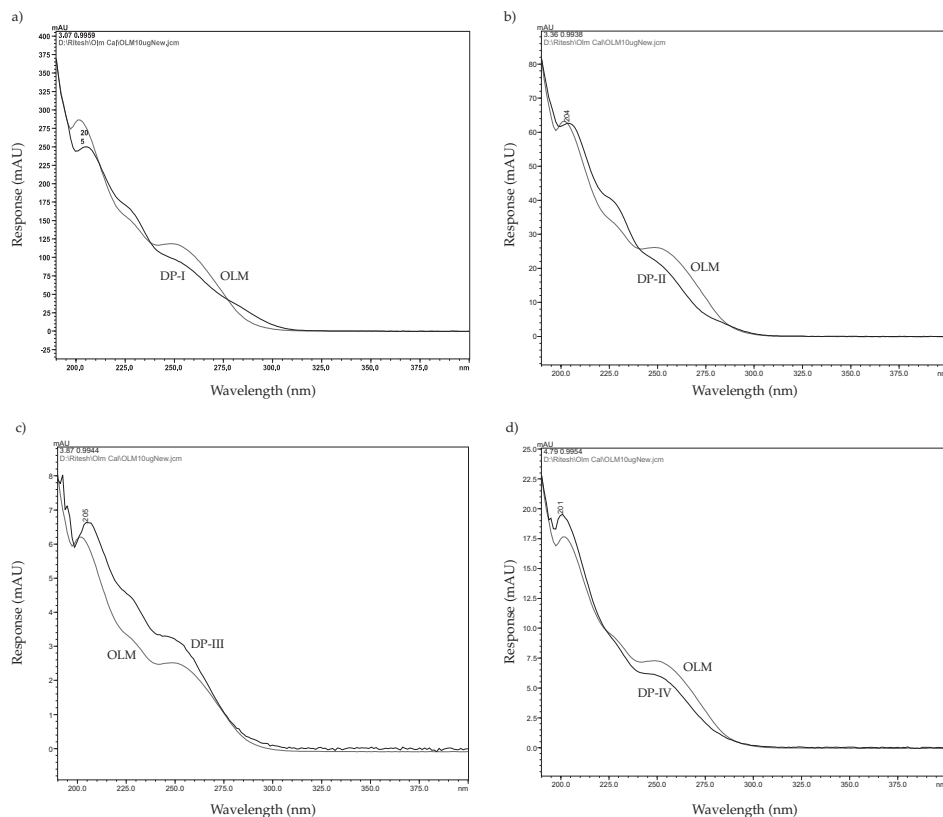 a)
mAU
3.07 0.9959
D:\Ritesh\Olm Cal\OLM10ugNew.jcm
400
375
350
325
300
275
250
225
200
175
150
125
100
75
50
25
0
-25
20
5
DP-I
OLM
200,0
225,0
250,0
275,0
300,0
325,0
350,0
375,0
nm
Response (mAU)
Wavelength (nm)
b)
mAU
3.36 0.9938
D:\Ritesh\Olm Cal\OLM10ugNew.jcm
80
70
60
50
40
30
20
10
0
204
DP-II
OLM
200.0
225.0
250.0
275.0
300.0
325.0
350.0
375.0
nm
Response (mAU)
Wavelength (nm)
c)
mAU
3.87 0.9944
D:\Ritesh\Olm Cal\OLM10ugNew.jcm
8
7
6
5
4
3
2
1
0
205
DP-III
OLM
200.0
225.0
250.0
275.0
300.0
325.0
350.0
375.0
nm
Response (mAU)
Wavelength (nm)
d)
mAU
4.79 0.9954
D:\Ritesh\Olm Cal\OLM10ugNew.jcm
25.0
22.5
20.0
17.5
15.0
12.5
10.0
7.5
5.0
2.5
0.0
201
OLM
DP-IV
200.0
225.0
250.0
275.0
300.0
325.0
350.0
375.0
nm
Response (mAU)
Wavelength (nm)